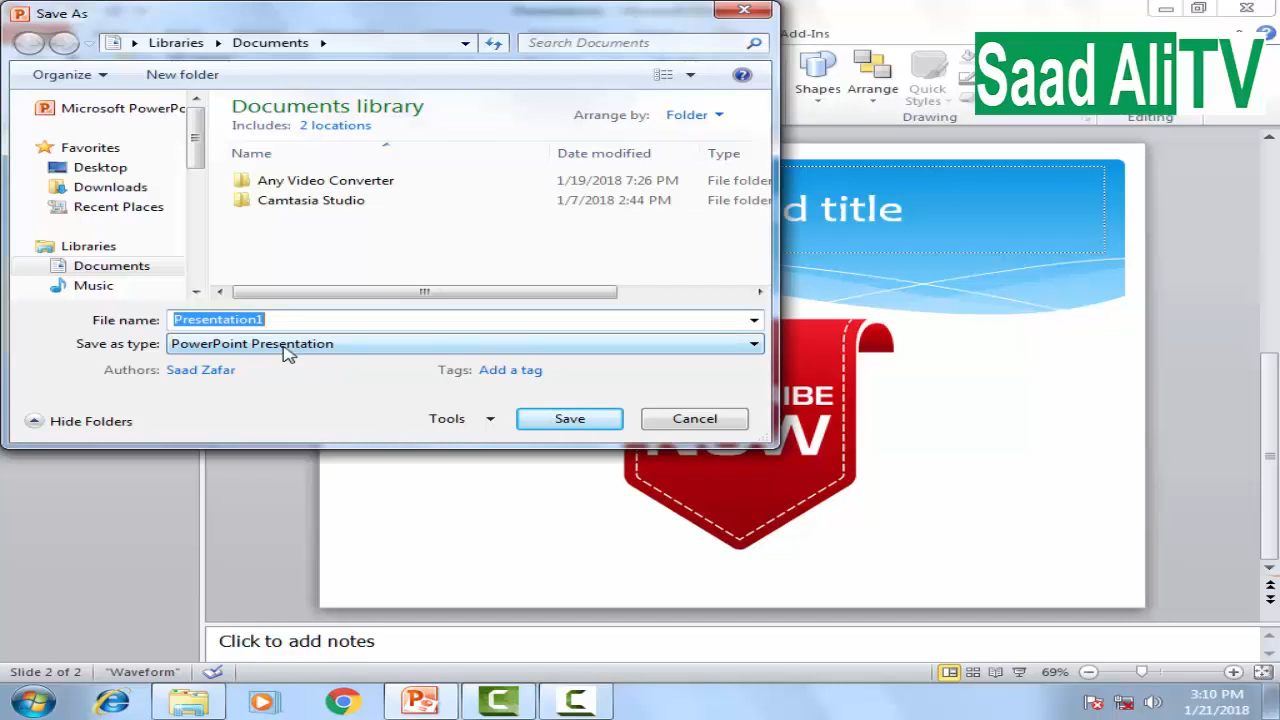 Save As
Libraries Documents
Search Documents
Organize New folder
Microsoft PowerPo
Favorites
Desktop
Downloads
Recent Places
Libraries
Documents
Music
Documents library
Includes: 2 locations
Arrange by: Folder
Name Date modified Type
Any Video Converter 1/19/2018 7:26 PM File folder
Camtasia Studio 1/7/2018 2:44 PM File folder
File name: Presentation1
Save as type: PowerPoint Presentation
Authors: Saad Zafar Tags: Add a tag
Hide Folders Tools Save Cancel
Add-Ins
Shapes Arrange Quick Styles
Drawing Editing
Saad Ali TV
d title
IBE
NOW
Click to add notes
Slide 2 of 2 "Waveform" 69%
3:10 PM
1/21/2018